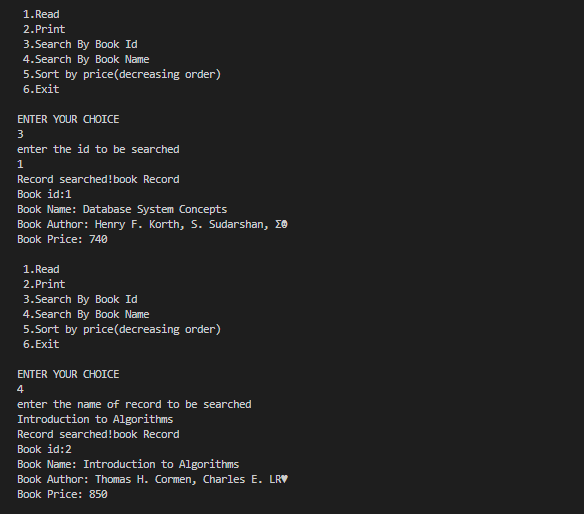 1.Read
2.Print
3.Search By Book Id
4.Search By Book Name
5.Sort by price(decreasing order)
6.Exit
ENTER YOUR CHOICE
3
enter the id to be searched
1
Record searched!book Record
Book id:1
Book Name: Database System Concepts
Book Author: Henry F. Korth, S. Sudarshan, Σ
Book Price: 740
1.Read
2.Print
3.Search By Book Id
4.Search By Book Name
5.Sort by price(decreasing order)
6.Exit
ENTER YOUR CHOICE
4
enter the name of record to be searched
Introduction to Algorithms
Record searched!book Record
Book id:2
Book Name: Introduction to Algorithms
Book Author: Thomas H. Cormen, Charles E. LR♥
Book Price: 850